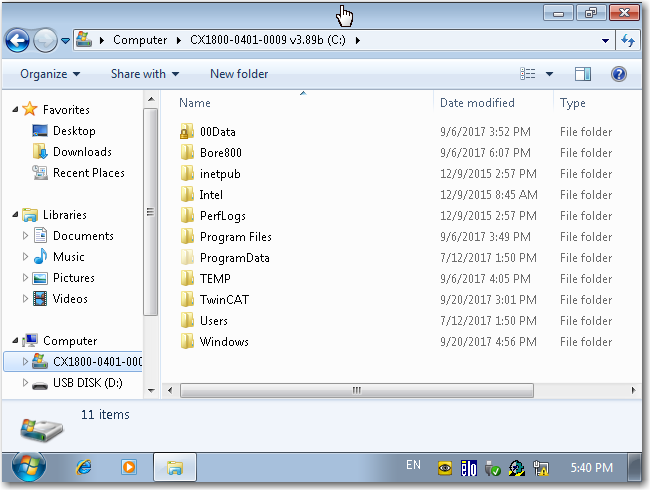 Computer CX1800-0401-0009 v3.89b (C:)
Organize Share with New folder
Name Date modified Type
Favorites
Desktop
Downloads
Recent Places
Libraries
Documents
Music
Pictures
Videos
Computer
CX1800-0401-000
USB DISK (D:)
00Data 9/6/2017 3:52 PM File folder
Bore800 9/6/2017 6:07 PM File folder
inetpub 12/9/2015 2:57 PM File folder
Intel 12/9/2015 8:45 AM File folder
PerfLogs 12/9/2015 2:57 PM File folder
Program Files 9/6/2017 3:49 PM File folder
ProgramData 7/12/2017 1:50 PM File folder
TEMP 9/6/2017 4:05 PM File folder
TwinCAT 9/20/2017 3:01 PM File folder
Users 7/12/2017 1:50 PM File folder
Windows 9/20/2017 4:56 PM File folder
11 items
EN 5:40 PM